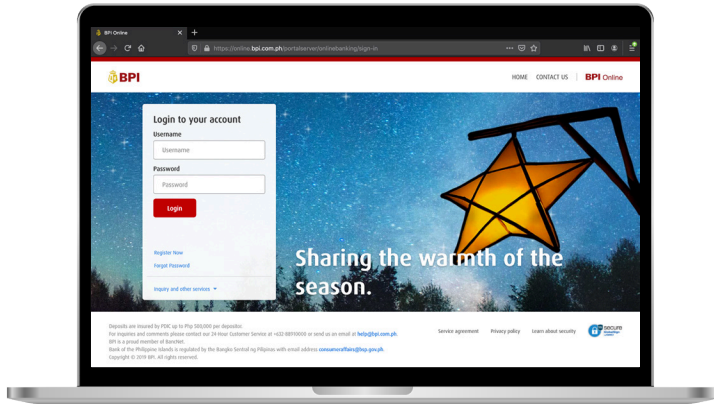 BPI Online
https://online.bpi.com.ph/portalserver/onlinebanking/sign-in
BPI
HOME CONTACT US | BPI Online
Login to your account
Username
Username
Password
Password
Login
Register Now
Forgot Password
Inquiry and other services
Sharing the warmth of the
season.
Deposits are insured by PDIC up to Php 500,000 per depositor.
For inquiries and comments please contact our 24-Hour Customer Service at +632-88910000 or send us an email at help@bpi.com.ph.
BPI is a proud member of BancNet.
Bank of the Philippine Islands is regulated by the Bangko Sentral ng Pilipinas with email address consumeraffairs@bsp.gov.ph.
Copyright © 2019 BPI. All rights reserved.
Service agreement Privacy policy Learn about security
secure